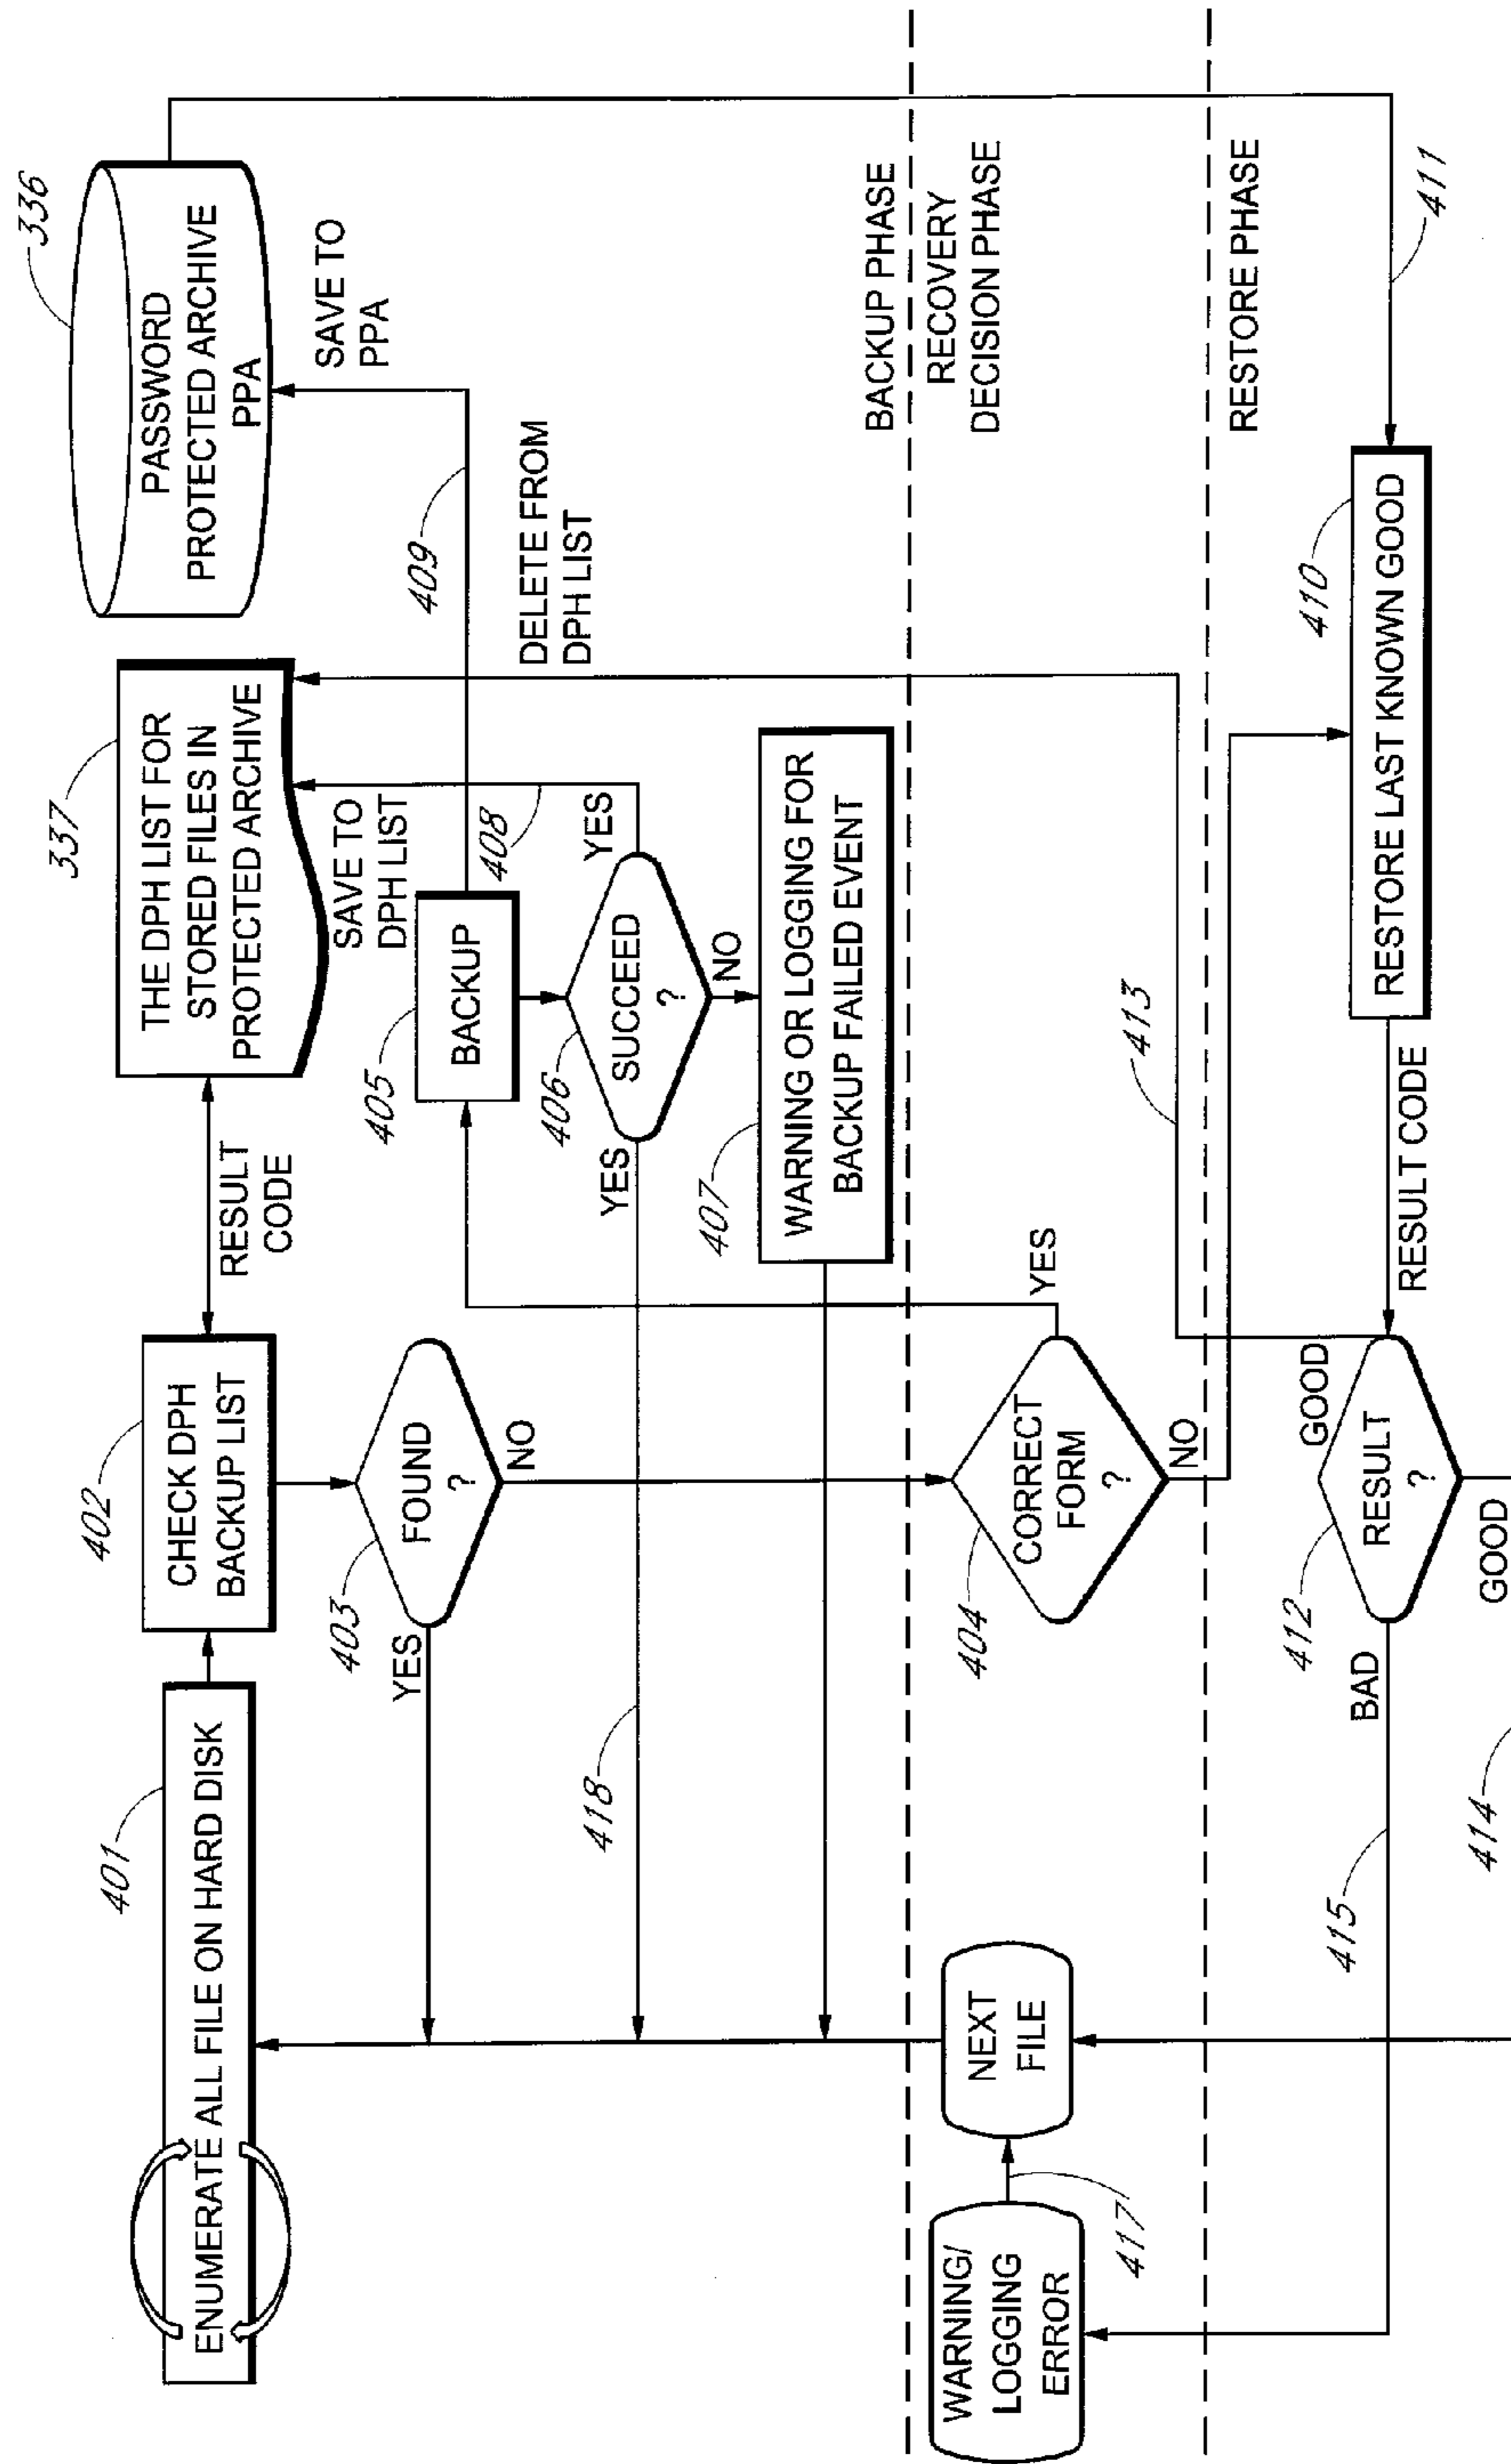 401
ENUMERATE ALL FILE ON HARD DISK
402
CHECK DPH
BACKUP LIST
RESULT
CODE
337
THE DPH LIST FOR
STORED FILES IN
PROTECTED ARCHIVE
336
PASSWORD
PROTECTED ARCHIVE
PPA
SAVE TO
PPA
403
FOUND
?
YES
NO
SAVE TO
DPH LIST
405
BACKUP
408
409
DELETE FROM
DPH LIST
406
SUCCEED
?
YES
YES
NO
418
407
WARNING OR LOGGING FOR
BACKUP FAILED EVENT
BACKUP PHASE
RECOVERY
DECISION PHASE
WARNING/
LOGGING
ERROR
417
NEXT
FILE
404
CORRECT
FORM
?
YES
NO
413
RESTORE PHASE
415
BAD
412
RESULT
?
GOOD
GOOD
414
RESULT CODE
410
RESTORE LAST KNOWN GOOD
411